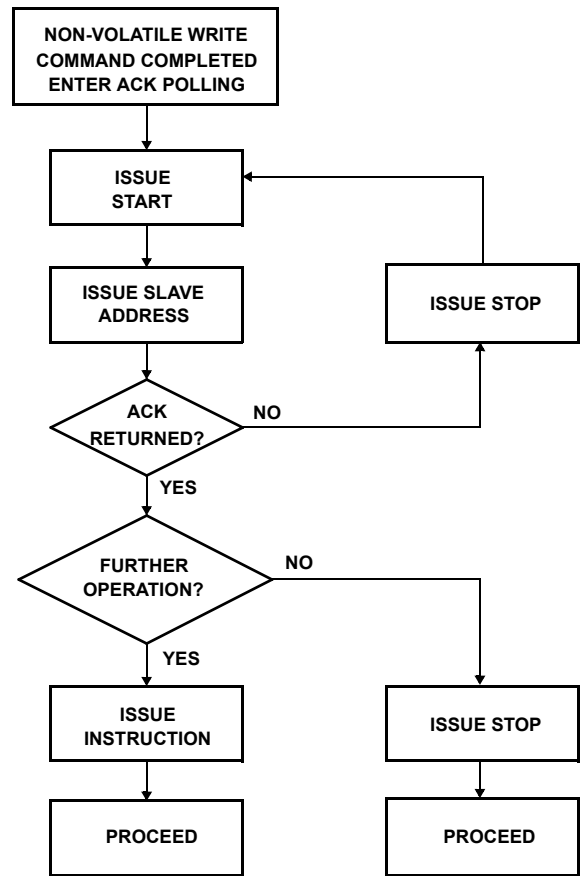 NON-VOLATILE WRITE
COMMAND COMPLETED
ENTER ACK POLLING
ISSUE
START
ISSUE SLAVE
ADDRESS
ISSUE STOP
ACK
RETURNED?
NO
YES
FURTHER
OPERATION?
NO
YES
ISSUE
INSTRUCTION
ISSUE STOP
PROCEED
PROCEED